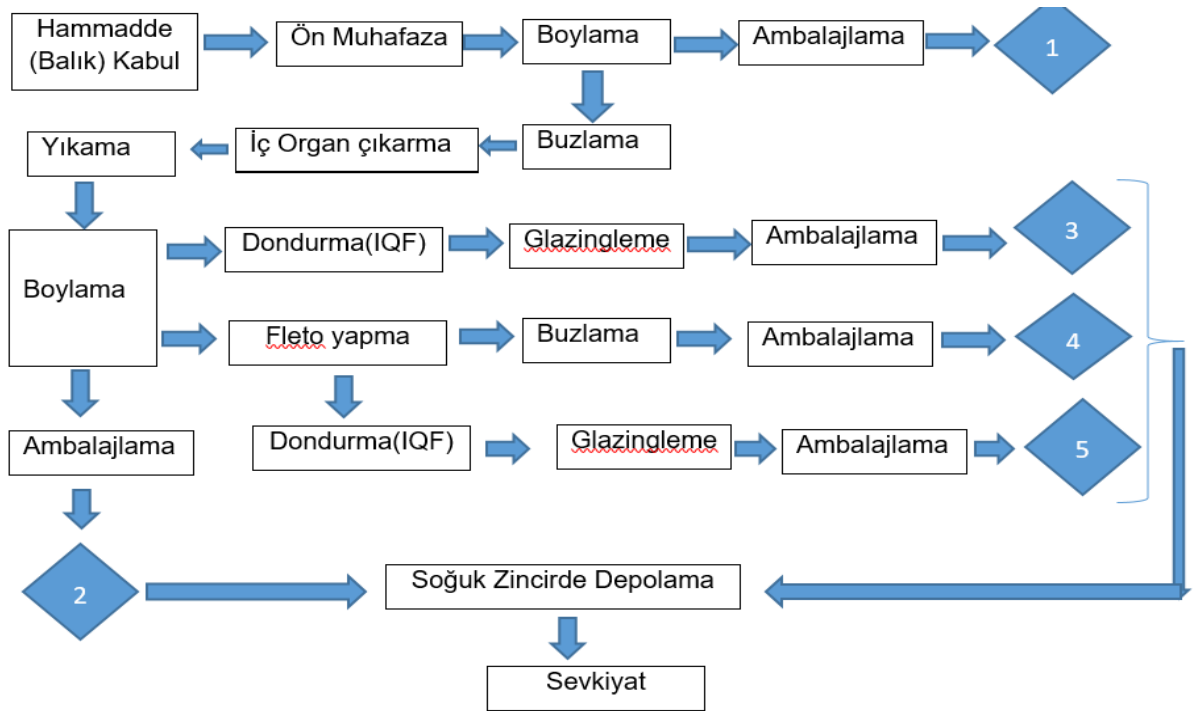 Hammadde
(Balık) Kabul
Ön Muhafaza
Boylama
Ambalajlama
1
Yıkama
İç Organ çıkarma
Buzlama
Boylama
Dondurma(IQF)
Glazingleme
Ambalajlama
3
Fleto yapma
Buzlama
Ambalajlama
4
Ambalajlama
Dondurma(IQF)
Glazingleme
Ambalajlama
5
2
Soğuk Zincirde Depolama
Sevkiyat